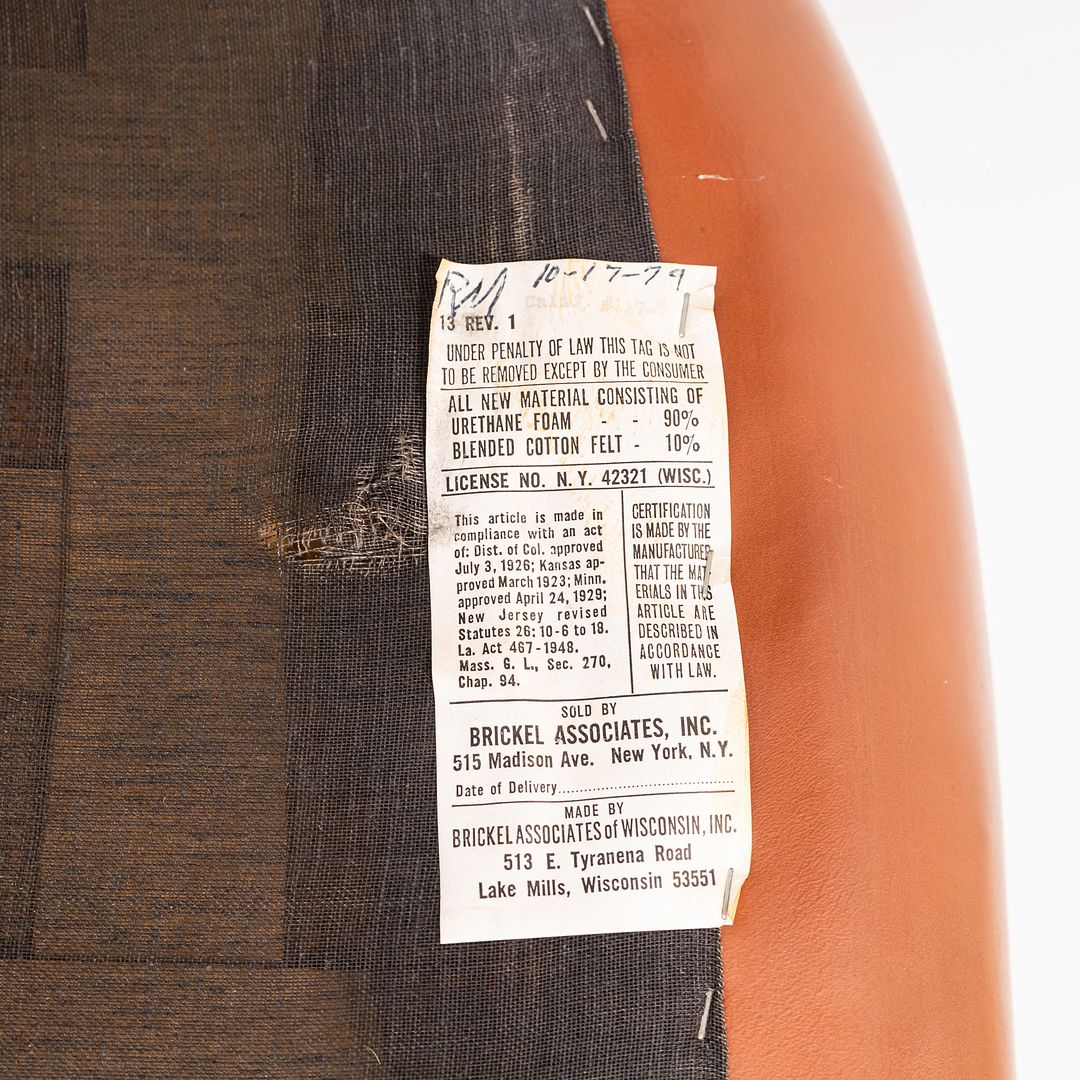 RM 10-17-79
13 REV. 1
UNDER PENALTY OF LAW THIS TAG IS NOT
TO BE REMOVED EXCEPT BY THE CONSUMER
ALL NEW MATERIAL CONSISTING OF
URETHANE FOAM - - 90%
BLENDED COTTON FELT - 10%
LICENSE NO. N.Y. 42321 (WISC.)
This article is made in
compliance with an act
of: Dist. of Col. approved
July 3, 1926; Kansas ap-
proved March 1923; Minn.
approved April 24, 1929;
New Jersey revised
Statutes 26: 10-6 to 18.
La. Act 467-1948.
Mass. G. L., Sec. 270,
Chap. 94.
CERTIFICATION
IS MADE BY THE
MANUFACTURER
THAT THE MAT-
ERIALS IN THIS
ARTICLE ARE
DESCRIBED IN
ACCORDANCE
WITH LAW.
SOLD BY
BRICKEL ASSOCIATES, INC.
515 Madison Ave. New York, N.Y.
Date of Delivery................................
MADE BY
BRICKEL ASSOCIATES of WISCONSIN, INC.
513 E. Tyranena Road
Lake Mills, Wisconsin 53551